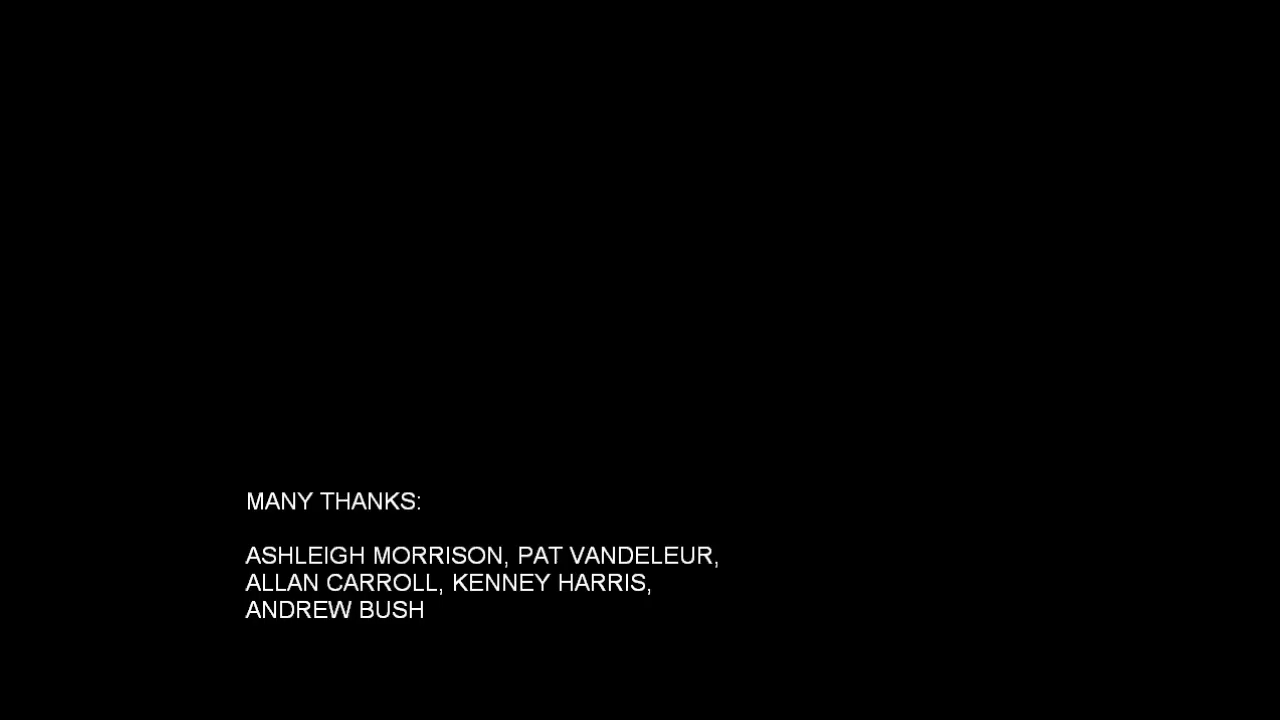 MANY THANKS:
ASHLEIGH MORRISON, PAT VANDELEUR,
ALLAN CARROLL, KENNEY HARRIS,
ANDREW BUSH